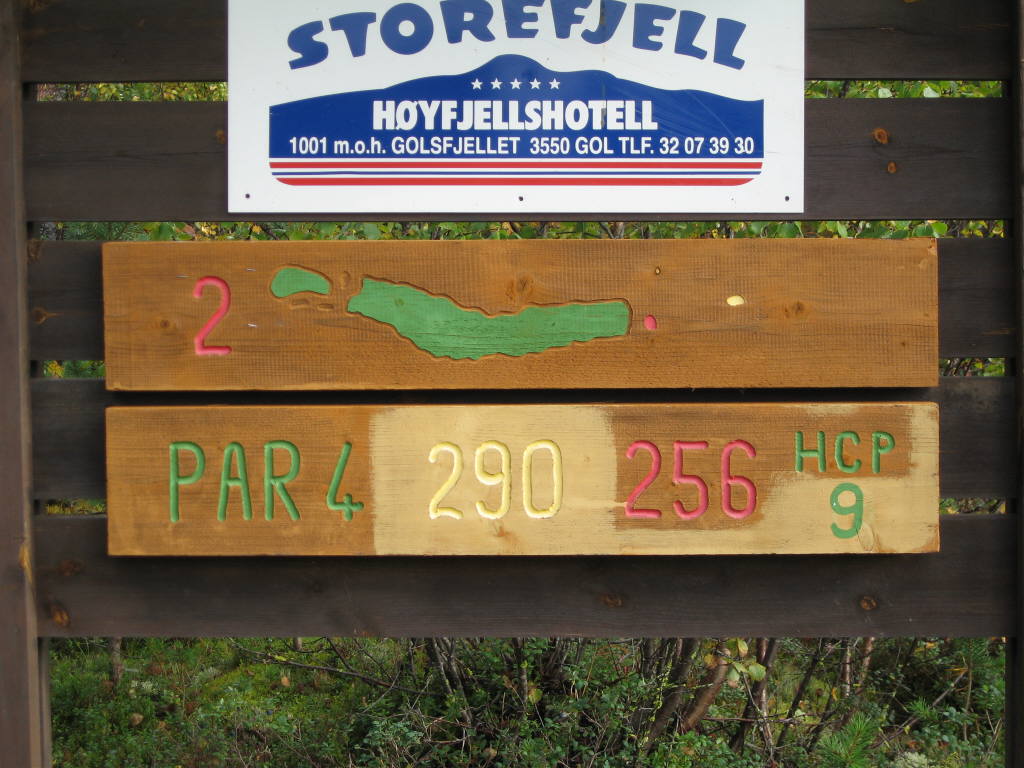 STOREFJELL
HØYFJELLSHOTELL
1001 m.o.h. GOLSFJELLET 3550 GOL TLF. 32 07 39 30
2
PAR 4 290 256 HCP
9